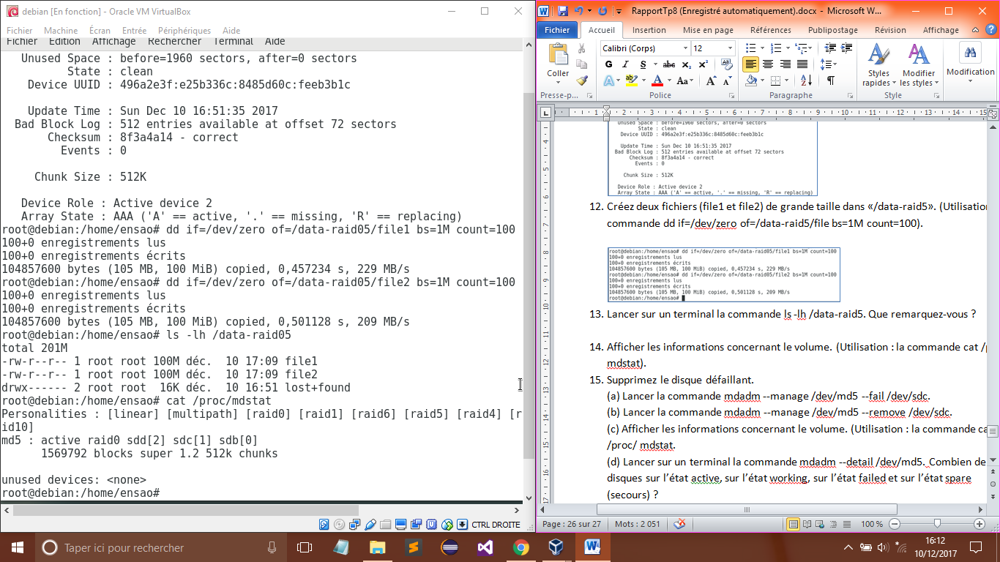 debian [En fonction] - Oracle VM VirtualBox
Fichier Machine Écran Entrée Périphériques Aide
Fichier Édition Affichage Rechercher Terminal Aide
Unused Space : before=1960 sectors, after=0 sectors
State : clean
Device UUID : 496a2e3f:e25b336c:8485d60c:feeb3b1c
Update Time : Sun Dec 10 16:51:35 2017
Bad Block Log : 512 entries available at offset 72 sectors
Checksum : 8f3a4a14 - correct
Events : 0
Chunk Size : 512K
Device Role : Active device 2
Array State : AAA ('A' == active, '.' == missing, 'R' == replacing)
root@debian:/home/ensao# dd if=/dev/zero of=/data-raid05/file1 bs=1M count=100
100+0 enregistrements lus
100+0 enregistrements écrits
104857600 bytes (105 MB, 100 MiB) copied, 0,457234 s, 229 MB/s
root@debian:/home/ensao# dd if=/dev/zero of=/data-raid05/file2 bs=1M count=100
100+0 enregistrements lus
100+0 enregistrements écrits
104857600 bytes (105 MB, 100 MiB) copied, 0,501128 s, 209 MB/s
root@debian:/home/ensao# ls -lh /data-raid05
total 201M
-rw-r--r-- 1 root root 100M déc. 10 17:09 file1
-rw-r--r-- 1 root root 100M déc. 10 17:09 file2
drwx------ 2 root root 16K déc. 10 16:51 lost+found
root@debian:/home/ensao# cat /proc/mdstat
Personalities : [linear] [multipath] [raid0] [raid1] [raid6] [raid5] [raid4] [r
id10]
md5 : active raid0 sdd[2] sdc[1] sdb[0]
1569792 blocks super 1.2 512k chunks
unused devices: <none>
root@debian:/home/ensao#
CTRL DROITE
RapportTp8 (Enregistré automatiquement).docx - Microsoft W...
Fichier Accueil Insertion Mise en page Références Publipostage Révision Affichage
Coller
Calibri (Corps) 12
G I S abc x₂ x²
A ab A Aa A A
Styles rapides
Modifier les styles
Modification
Presse-p... Police Paragraphe Style
1 1 2 3 4 5 6 7 8 9 10 11 12 13 14 15
Unused Space : before=1960 sectors, after=0 sectors
State : clean
Device UUID : 496a2e3f:e25b336c:8485d60c:feeb3b1c
Update Time : Sun Dec 10 16:51:35 2017
Bad Block Log : 512 entries available at offset 72 sectors
Checksum : 8f3a4a14 - correct
Events : 0
Chunk Size : 512K
Device Role : Active device 2
Array State : AAA ('A' == active, '.' == missing, 'R' == replacing)
12. Créez deux fichiers (file1 et file2) de grande taille dans «/data-raid5». (Utilisation
commande dd if=/dev/zero of=/data-raid5/file bs=1M count=100).
root@debian:/home/ensao# dd if=/dev/zero of=/data-raid05/file1 bs=1M count=100
100+0 enregistrements lus
100+0 enregistrements écrits
104857600 bytes (105 MB, 100 MiB) copied, 0,457234 s, 229 MB/s
root@debian:/home/ensao# dd if=/dev/zero of=/data-raid05/file2 bs=1M count=100
100+0 enregistrements lus
100+0 enregistrements écrits
104857600 bytes (105 MB, 100 MiB) copied, 0,501128 s, 209 MB/s
root@debian:/home/ensao#
13. Lancer sur un terminal la commande ls -lh /data-raid5. Que remarquez-vous ?
14. Afficher les informations concernant le volume. (Utilisation : la commande cat /p
mdstat).
15. Supprimez le disque défaillant.
(a) Lancer la commande mdadm --manage /dev/md5 --fail /dev/sdc.
(b) Lancer la commande mdadm --manage /dev/md5 --remove /dev/sdc.
(c) Afficher les informations concernant le volume. (Utilisation : la commande ca
/proc/ mdstat.
(d) Lancer sur un terminal la commande mdadm --detail /dev/md5. Combien de
disques sur l’état active, sur l’état working, sur l’état failed et sur l’état spare
(secours) ?
Page : 26 sur 27 Mots : 2 051 100 %
Taper ici pour rechercher
16:12
10/12/2017